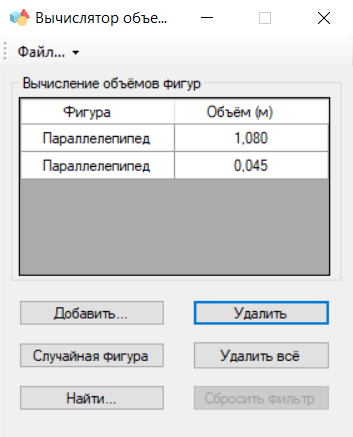 Вычислятор объе...
Файл...
Вычисление объёмов фигур
Фигура Объём (м)
Параллелепипед 1,080
Параллелепипед 0,045
Добавить... Удалить
Случайная фигура Удалить всё
Найти... Сбросить фильтр